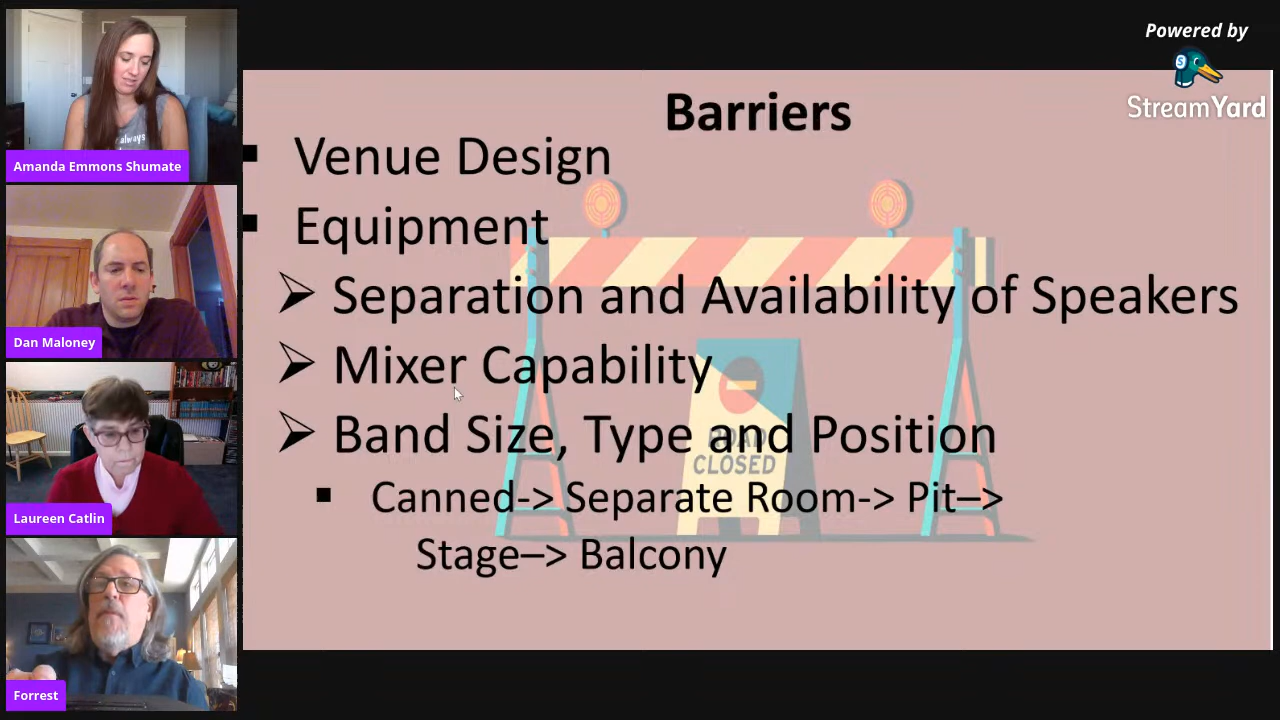 Powered by
StreamYard
Barriers
Venue Design
Equipment
Separation and Availability of Speakers
Mixer Capability
Band Size, Type and Position
ROAD
CLOSED
Canned-> Separate Room-> Pit–>
Stage–> Balcony
always
Amanda Emmons Shumate
Dan Maloney
Laureen Catlin
Forrest